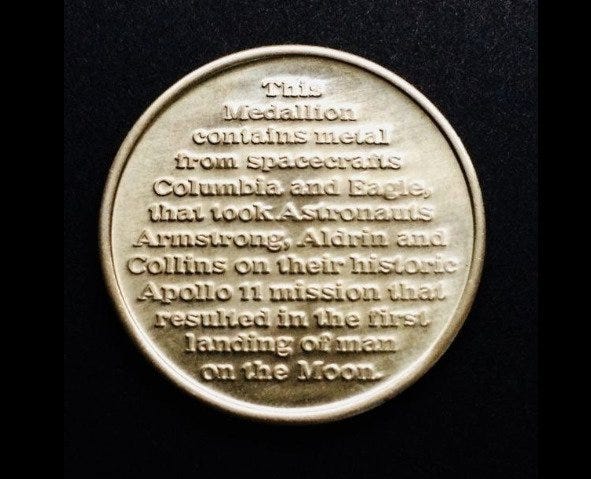 This
Medallion
contains metal
from spacecrafts
Columbia and Eagle,
that took Astronauts
Armstrong, Aldrin and
Collins on their historic
Apollo 11 mission that
resulted in the first
landing of man
on the Moon.